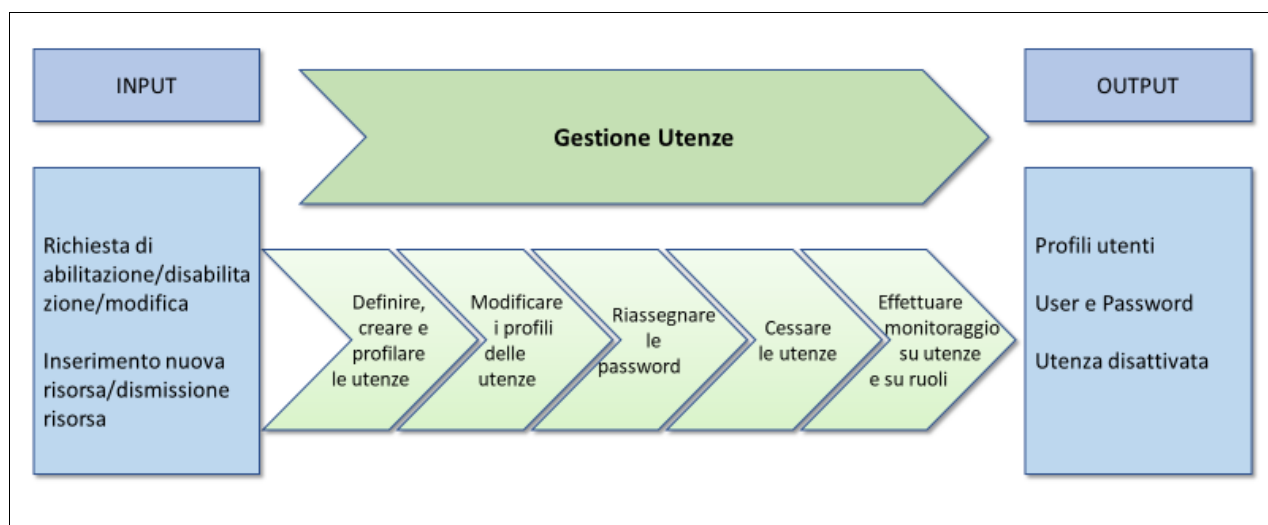 INPUT
Gestione Utenze
OUTPUT
Richiesta di
abilitazione/disabilita
zione/modifica
Inserimento nuova
risorsa/dismissione
risorsa
Definire,
creare e
profilare
le utenze
Modificare
i profili
delle
utenze
Riassegnare
le
password
Cessare
le utenze
Effettuare
monitoraggio
su utenze
e su ruoli
Profili utenti
User e Password
Utenza disattivata